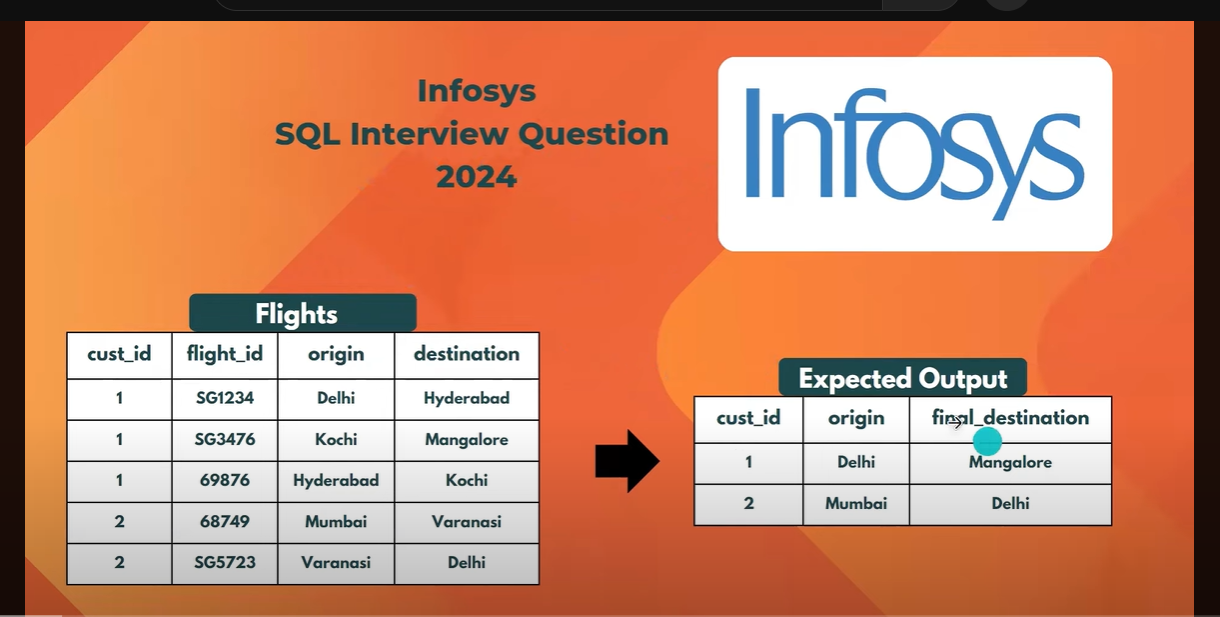 Infosys
SQL Interview Question
2024
Infosys
Flights
cust_id flight_id origin destination
1 SG1234 Delhi Hyderabad
1 SG3476 Kochi Mangalore
1 69876 Hyderabad Kochi
2 68749 Mumbai Varanasi
2 SG5723 Varanasi Delhi
Expected Output
cust_id origin final_destination
1 Delhi Mangalore
2 Mumbai Delhi